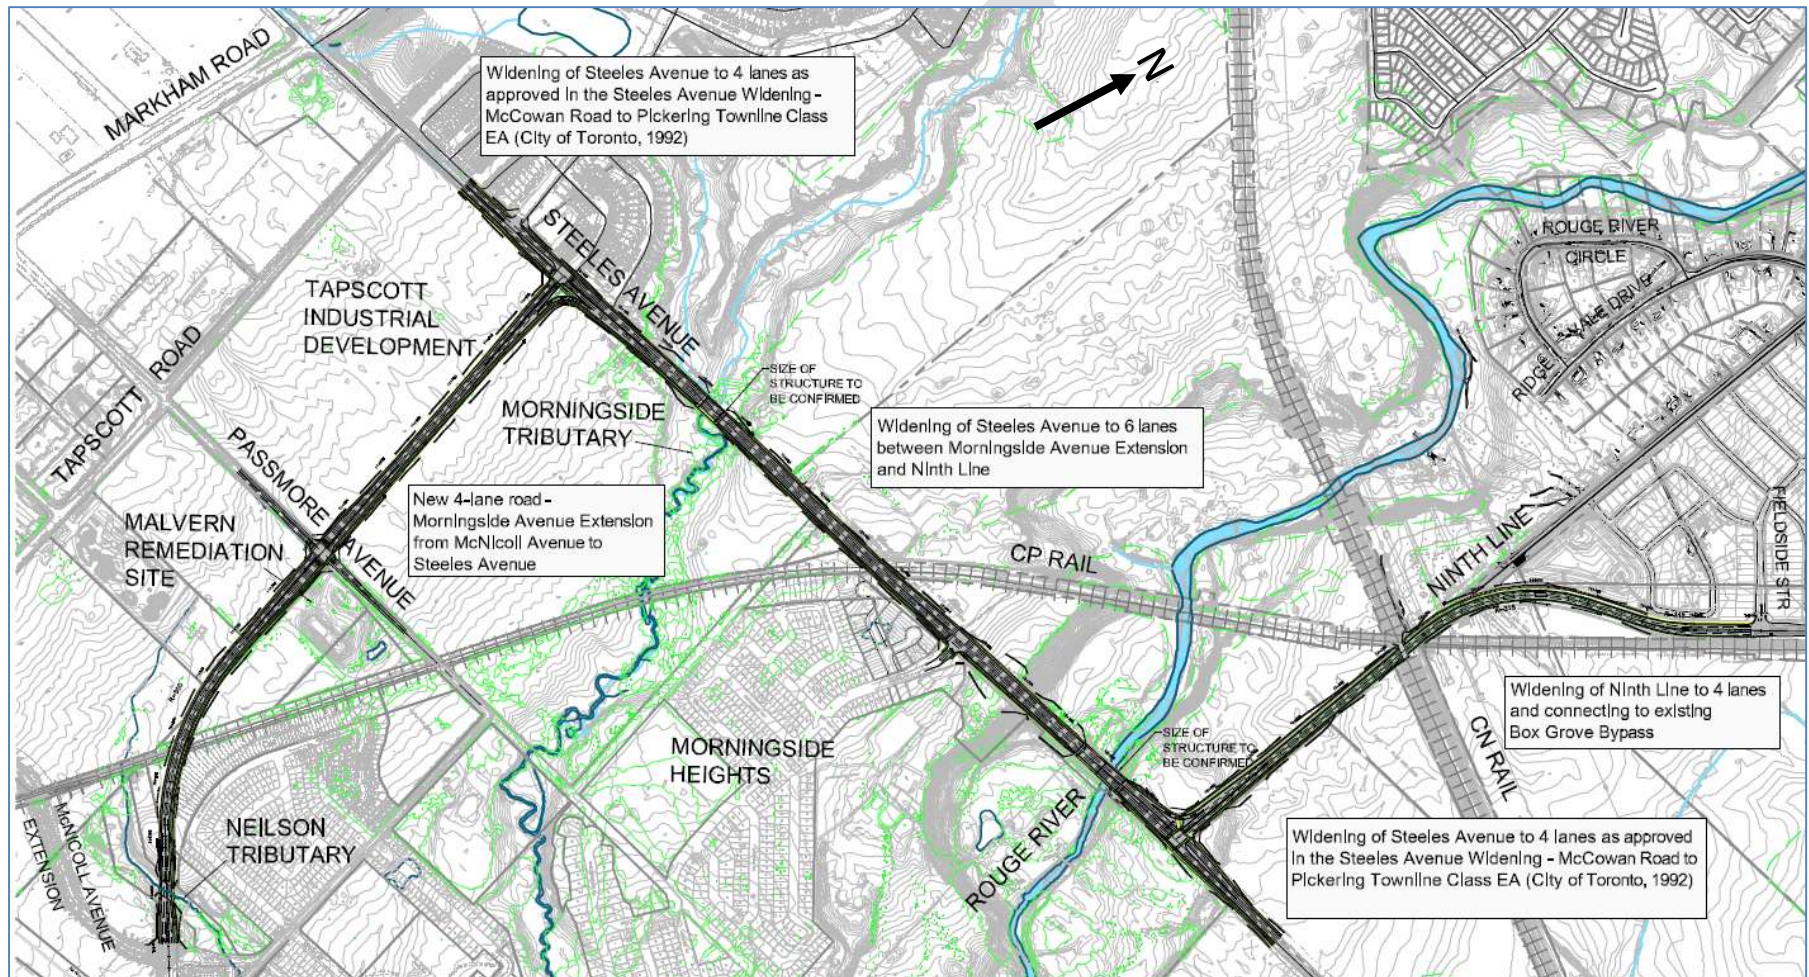 MARKHAM ROAD
Widening of Steeles Avenue to 4 lanes as
approved in the Steeles Avenue Widening -
McCowan Road to Pickering Townline Class
EA (City of Toronto, 1992)
N
STEELES AVENUE
ROUGE RIVER
CIRCLE
RIDGEVALE DRIVE
TAPSCOTT
INDUSTRIAL
DEVELOPMENT
TAPSCOTT ROAD
SIZE OF
STRUCTURE TO
BE CONFIRMED
MORNINGSIDE
TRIBUTARY
Widening of Steeles Avenue to 6 lanes
between Morningside Avenue Extension
and Ninth Line
PASSMORE AVENUE
New 4-lane road -
Morningside Avenue Extension
from McNicoll Avenue to
Steeles Avenue
MALVERN
REMEDIATION
SITE
CP RAIL
NINTH LINE
FIELDSIDE STR
Widening of Ninth Line to 4 lanes
and connecting to existing
Box Grove Bypass
CN RAIL
SIZE OF
STRUCTURE TO
BE CONFIRMED
MORNINGSIDE
HEIGHTS
ROUGE RIVER
NEILSON
TRIBUTARY
McNICOLL AVENUE
EXTENSION
Widening of Steeles Avenue to 4 lanes as approved
in the Steeles Avenue Widening - McCowan Road to
Pickering Townline Class EA (City of Toronto, 1992)